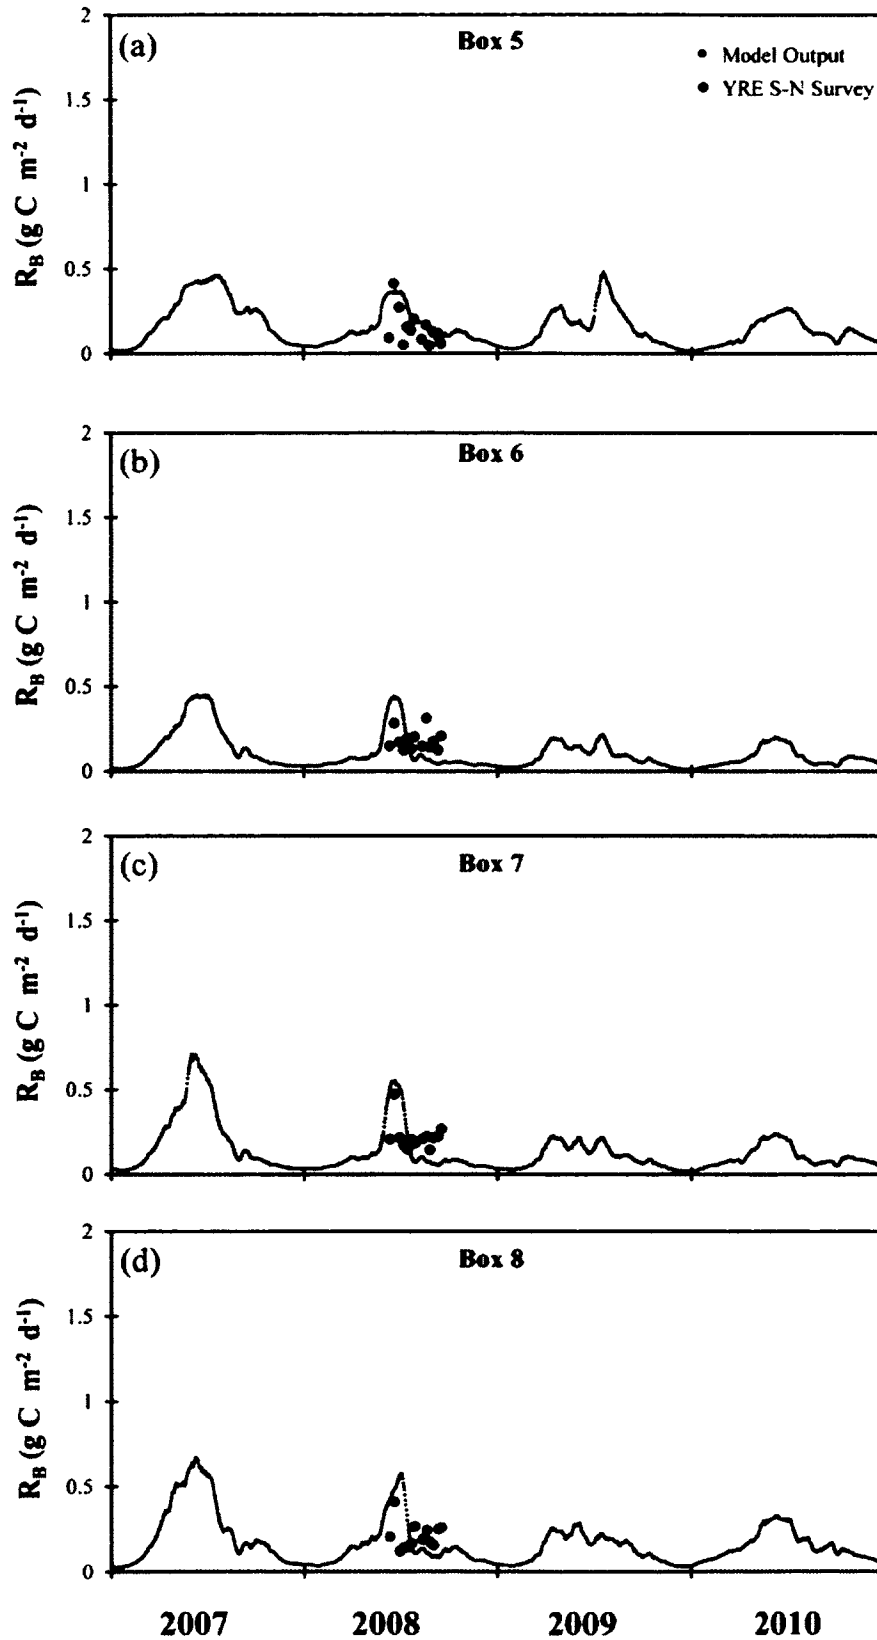 (a)
Box 5
Model Output
YRE S-N Survey
R_B (g C m^-2 d^-1)
2
1.5
1
0.5
0
(b)
Box 6
R_B (g C m^-2 d^-1)
2
1.5
1
0.5
0
(c)
Box 7
R_B (g C m^-2 d^-1)
2
1.5
1
0.5
0
(d)
Box 8
R_B (g C m^-2 d^-1)
2
1.5
1
0.5
0
2007 2008 2009 2010